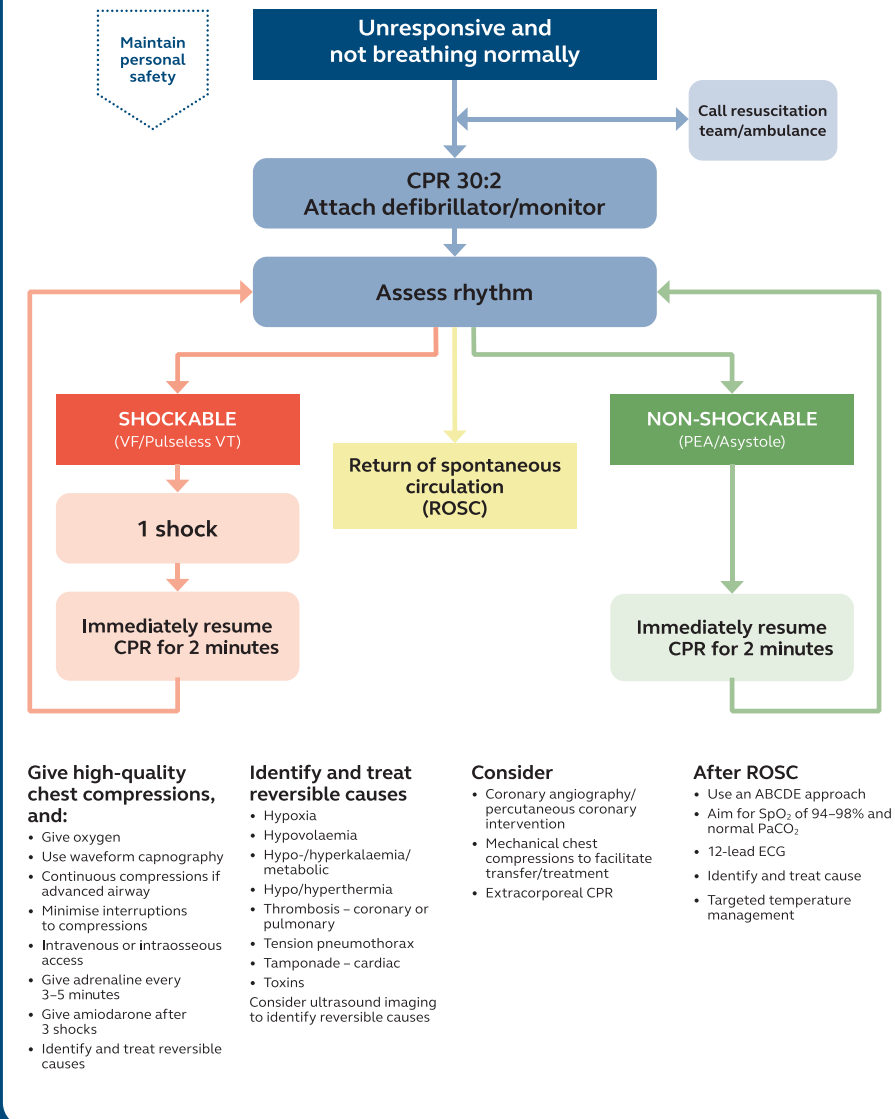 Maintain
personal
safety
Unresponsive and
not breathing normally
Call resuscitation
team/ambulance
CPR 30:2
Attach defibrillator/monitor
Assess rhythm
SHOCKABLE
(VF/Pulseless VT)
Return of spontaneous
circulation
(ROSC)
NON-SHOCKABLE
(PEA/Asystole)
1 shock
Immediately resume
CPR for 2 minutes
Immediately resume
CPR for 2 minutes
Give high-quality
chest compressions,
and:
• Give oxygen
• Use waveform capnography
• Continuous compressions if
advanced airway
• Minimise interruptions
to compressions
• Intravenous or intraosseous
access
• Give adrenaline every
3–5 minutes
• Give amiodarone after
3 shocks
• Identify and treat reversible
causes
Identify and treat
reversible causes
• Hypoxia
• Hypovolaemia
• Hypo-/hyperkalaemia/
metabolic
• Hypo/hyperthermia
• Thrombosis – coronary or
pulmonary
• Tension pneumothorax
• Tamponade – cardiac
• Toxins
Consider ultrasound imaging
to identify reversible causes
Consider
• Coronary angiography/
percutaneous coronary
intervention
• Mechanical chest
compressions to facilitate
transfer/treatment
• Extracorporeal CPR
After ROSC
• Use an ABCDE approach
• Aim for SpO₂ of 94–98% and
normal PaCO₂
• 12-lead ECG
• Identify and treat cause
• Targeted temperature
management